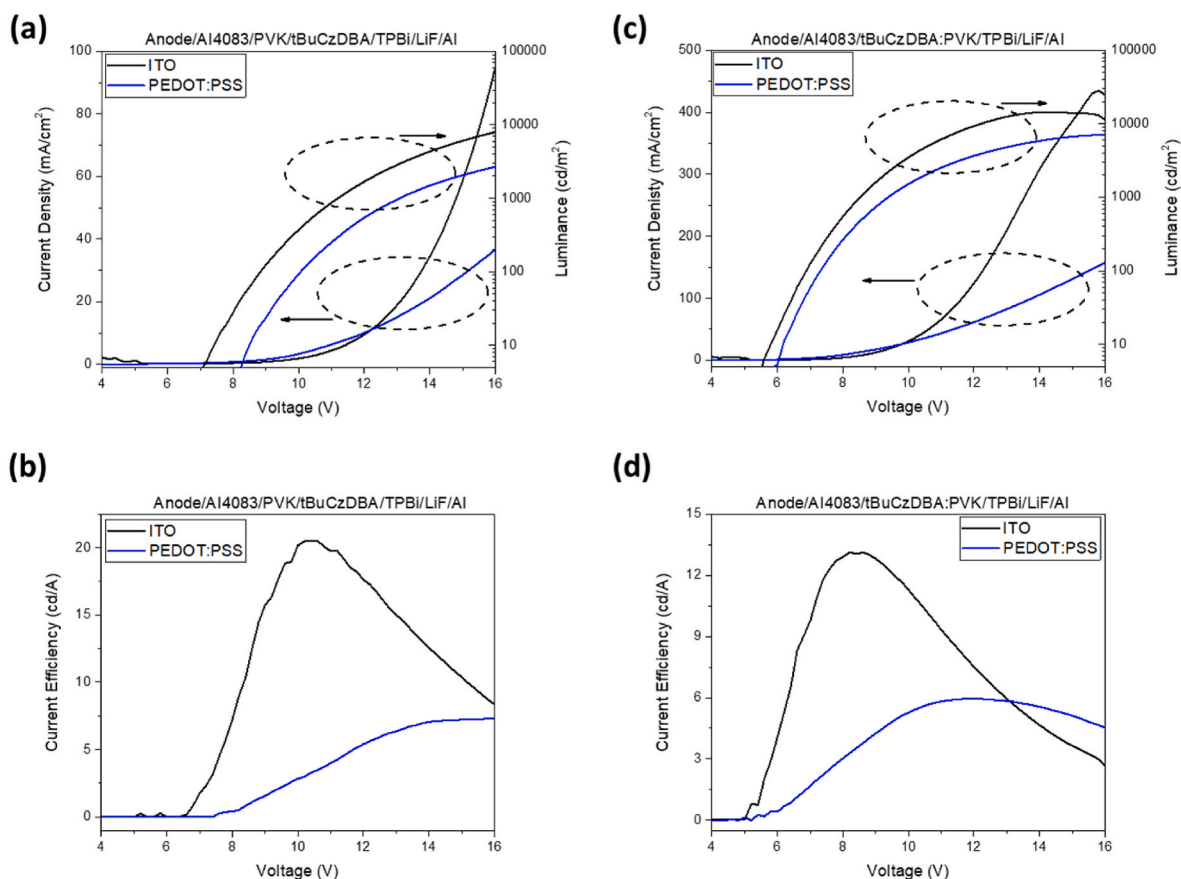 (a)
Anode/AI4083/PVK/tBuCzDBA/TPBi/LiF/Al
ITO
PEDOT:PSS
Current Density (mA/cm²)
100
80
60
40
20
0
Luminance (cd/m²)
100000
10000
1000
100
10
4 6 8 10 12 14 16
Voltage (V)
(c)
Anode/AI4083/tBuCzDBA:PVK/TPBi/LiF/Al
ITO
PEDOT:PSS
Current Denisty (mA/cm²)
500
400
300
200
100
0
Luminance (cd/m²)
100000
10000
1000
100
10
4 6 8 10 12 14 16
Voltage (V)
(b)
Anode/AI4083/PVK/tBuCzDBA/TPBi/LiF/Al
ITO
PEDOT:PSS
Current Efficiency (cd/A)
20
15
10
5
0
4 6 8 10 12 14 16
Voltage (V)
(d)
Anode/AI4083/tBuCzDBA:PVK/TPBi/LiF/Al
ITO
PEDOT:PSS
Current Efficiency (cd/A)
15
12
9
6
3
0
4 6 8 10 12 14 16
Voltage (V)